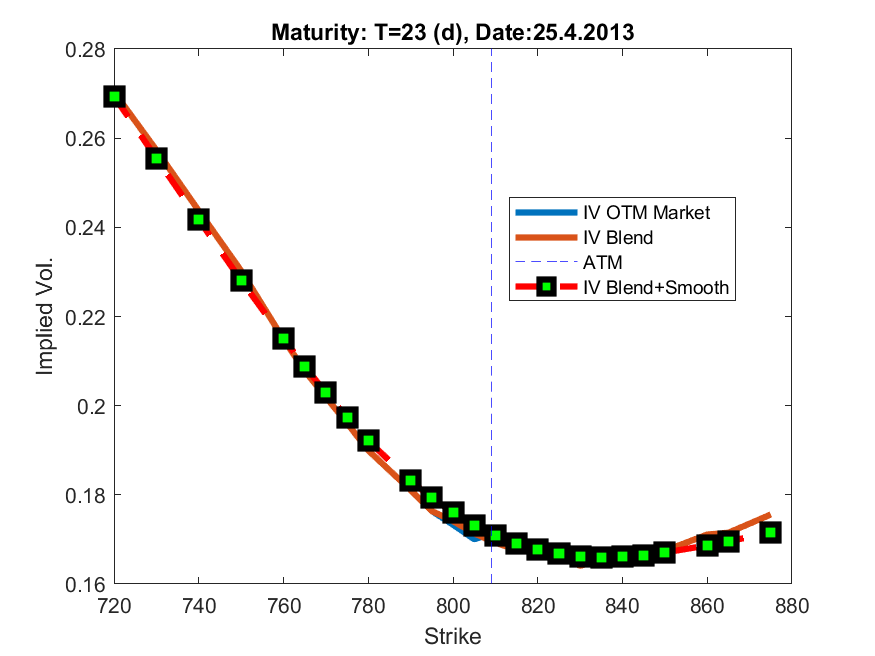 Maturity: T=23 (d), Date:25.4.2013
0.28
0.26
0.24
0.22
0.2
0.18
0.16
Implied Vol.
IV OTM Market
IV Blend
ATM
IV Blend+Smooth
720 740 760 780 800 820 840 860 880
Strike